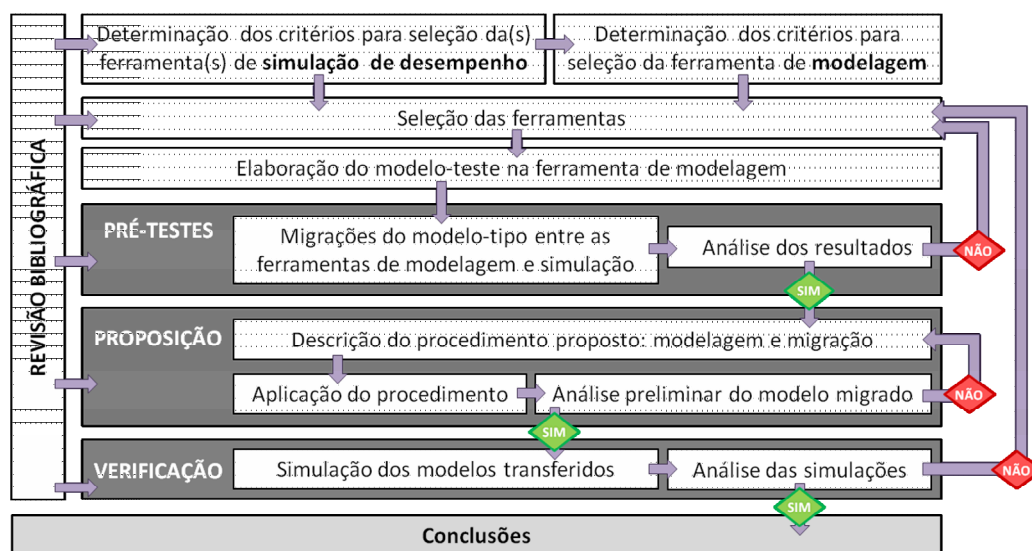 REVISÃO BIBLIOGRÁFICA
Determinação dos critérios para seleção da(s)
ferramenta(s) de simulação de desempenho
Determinação dos critérios para
seleção da ferramenta de modelagem
Seleção das ferramentas
Elaboração do modelo-teste na ferramenta de modelagem
PRÉ-TESTES
Migrações do modelo-tipo entre as
ferramentas de modelagem e simulação
Análise dos resultados
NÃO
SIM
PROPOSIÇÃO
Descrição do procedimento proposto: modelagem e migração
Aplicação do procedimento
Análise preliminar do modelo migrado
NÃO
SIM
VERIFICAÇÃO
Simulação dos modelos transferidos
Análise das simulações
NÃO
SIM
Conclusões